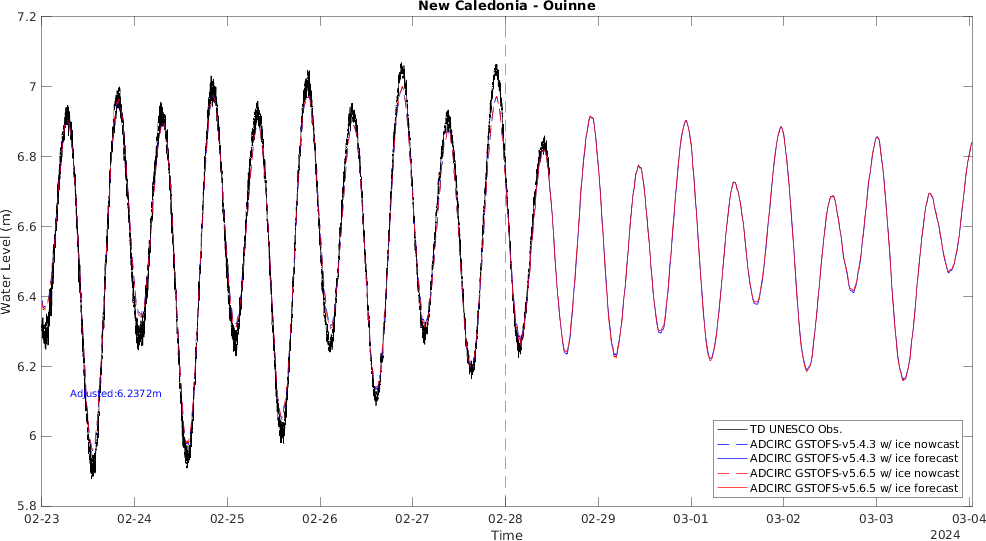 New Caledonia - Ouinne
7.2
7
6.8
6.6
6.4
6.2
6
5.8
Water Level (m)
Adjusted:6.2372m
TD UNESCO Obs.
ADCIRC GSTOFS-v5.4.3 w/ ice nowcast
ADCIRC GSTOFS-v5.4.3 w/ ice forecast
ADCIRC GSTOFS-v5.6.5 w/ ice nowcast
ADCIRC GSTOFS-v5.6.5 w/ ice forecast
02-23 02-24 02-25 02-26 02-27 02-28 02-29 03-01 03-02 03-03 03-04
Time
2024